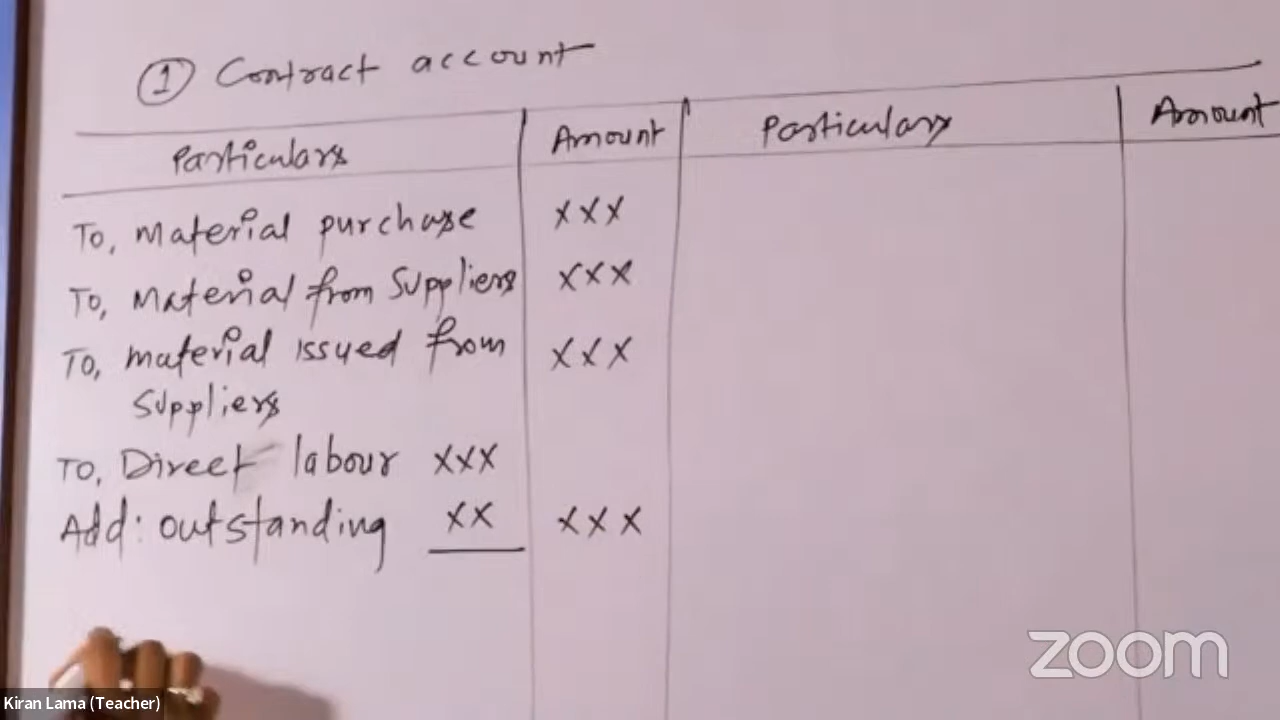 ① Contract account
Particulars Amount Particulars Amount
To, Material purchase xxx
To, Material from Suppliers xxx
To, material issued from xxx
Suppliers
To, Direct labour xxx
Add: outstanding xx xxx
zoom
Kiran Lama (Teacher)